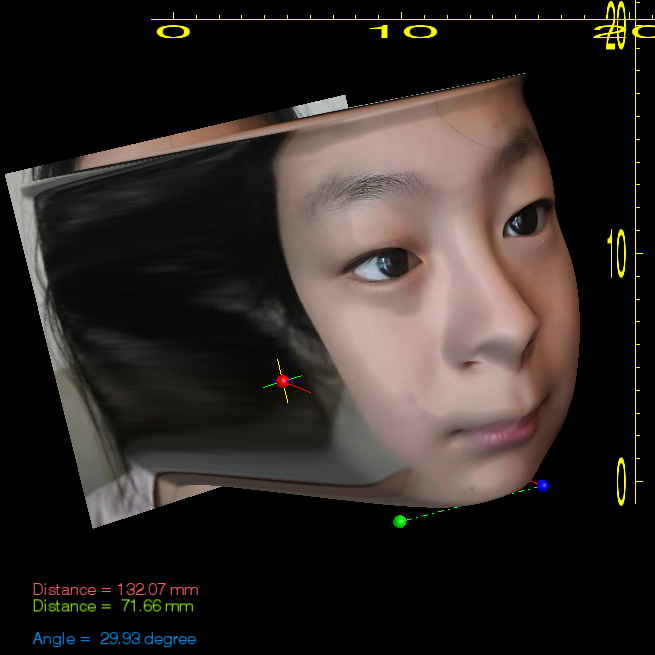 0 10 20
20
10
0
Distance = 132.07 mm
Distance = 71.66 mm
Angle = 29.93 degree